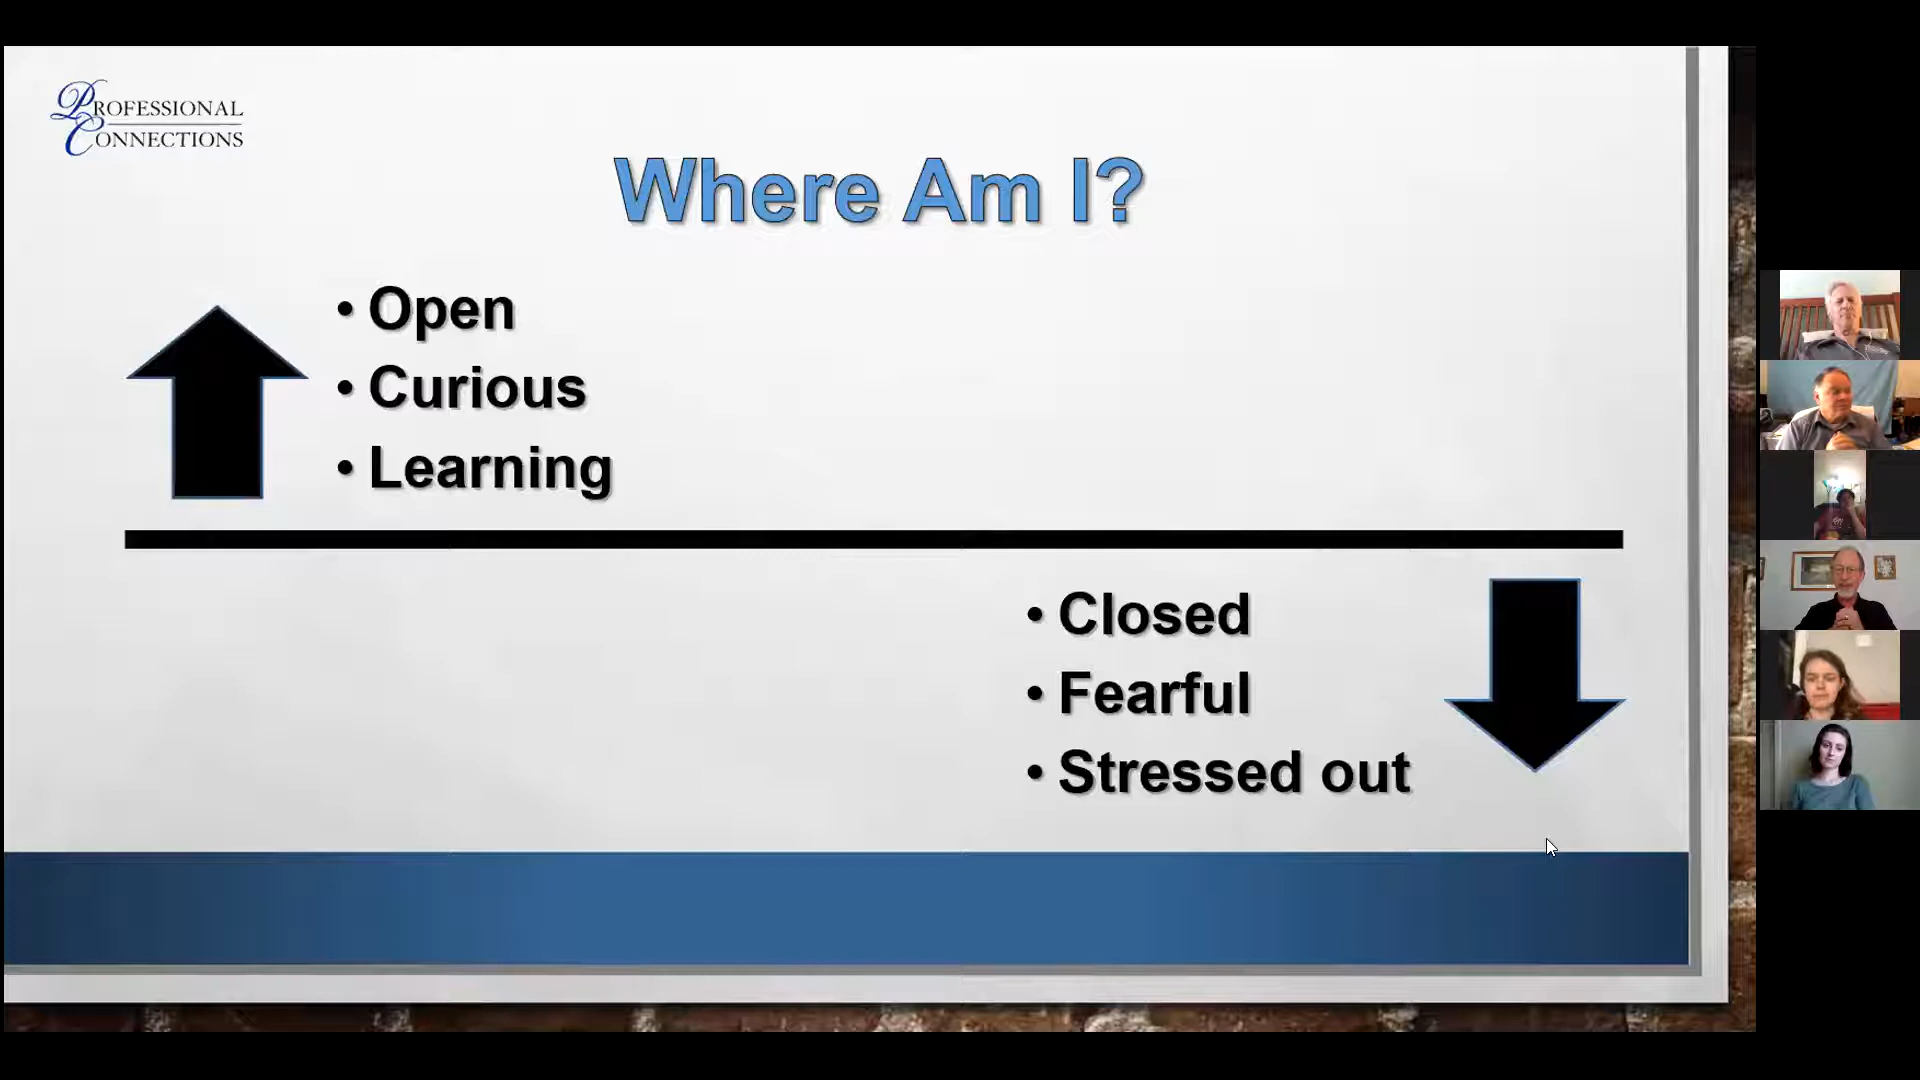 PROFESSIONAL
CONNECTIONS
Where Am I?
• Open
• Curious
• Learning
• Closed
• Fearful
• Stressed out